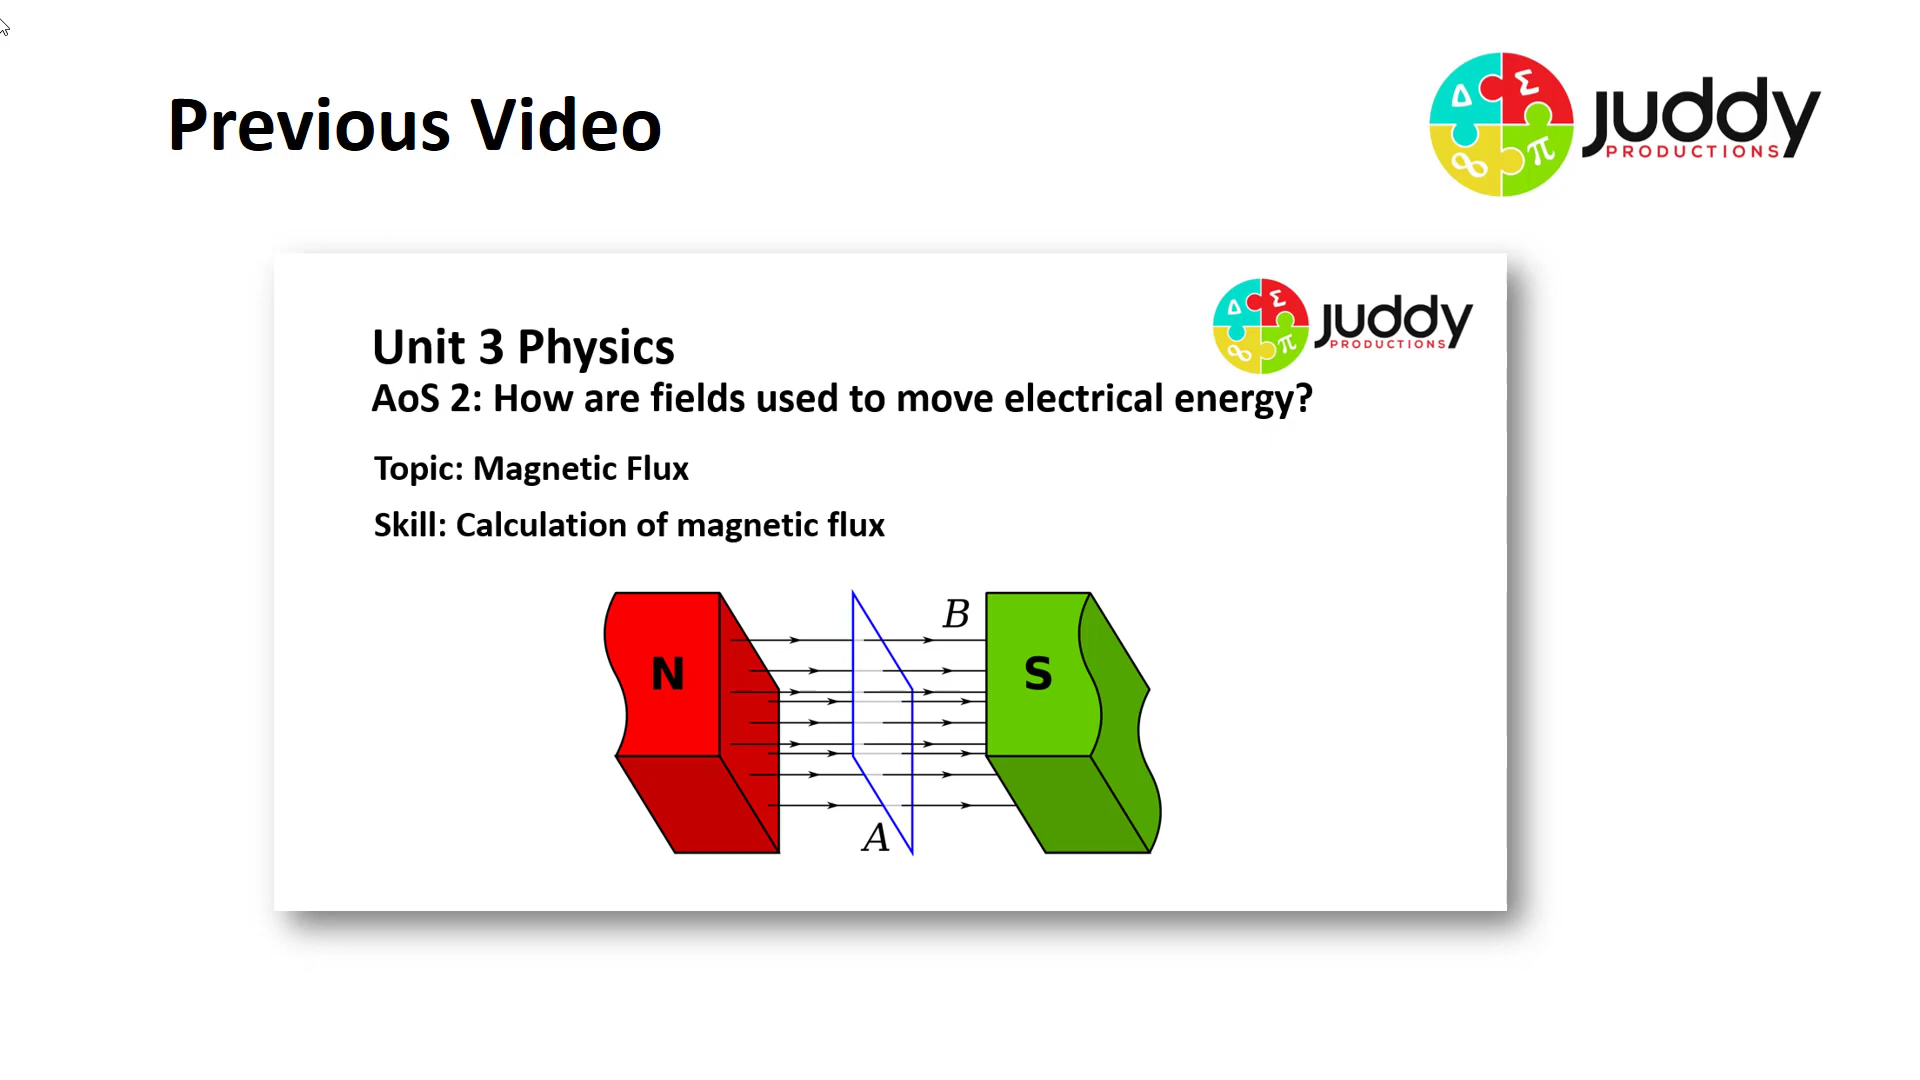 Previous Video
Δ Σ
∞ π
juddy
PRODUCTIONS
Δ Σ
∞ π
juddy
PRODUCTIONS
Unit 3 Physics
AoS 2: How are fields used to move electrical energy?
Topic: Magnetic Flux
Skill: Calculation of magnetic flux
B
N
S
A